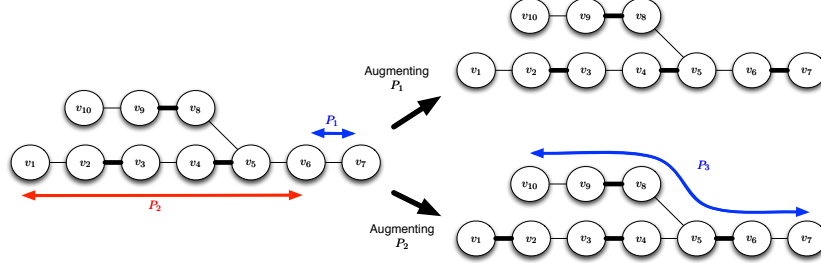 v10 v9 v8
v1 v2 v3 v4 v5 v6 v7
P1
P2
Augmenting
P1
v10 v9 v8
v1 v2 v3 v4 v5 v6 v7
Augmenting
P2
v10 v9 v8
P3
v1 v2 v3 v4 v5 v6 v7